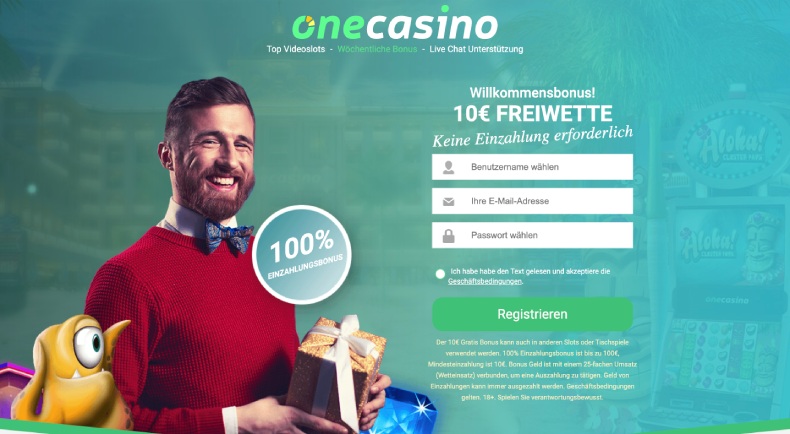 onecasino
Top Videoslots - Wöchentliche Bonus - Live Chat Unterstützung
Willkommensbonus!
10€ FREIWETTE
Keine Einzahlung erforderlich
Benutzername wählen
Ihre E-Mail-Adresse
Passwort wählen
Ich habe habe den Text gelesen und akzeptiere die
Geschäftsbedingungen.
Registrieren
Der 10€ Gratis Bonus kann auch in anderen Slots oder Tischspiele
verwendet werden. 100% Einzahlungsbonus ist bis zu 100€,
Mindesteinzahlung ist 10€. Bonus Geld ist mit einem 25-fachen Umsatz
(Wetteinsatz) verbunden, um eine Auszahlung zu tätigen. Geld von
Einzahlungen kann immer ausgezahlt werden. Geschäftsbedingungen
gelten. 18+. Spielen Sie verantwortungsbewusst.
100%
EINZAHLUNGSBONUS
Aloha!
CLUSTER PAYS
Aloha!